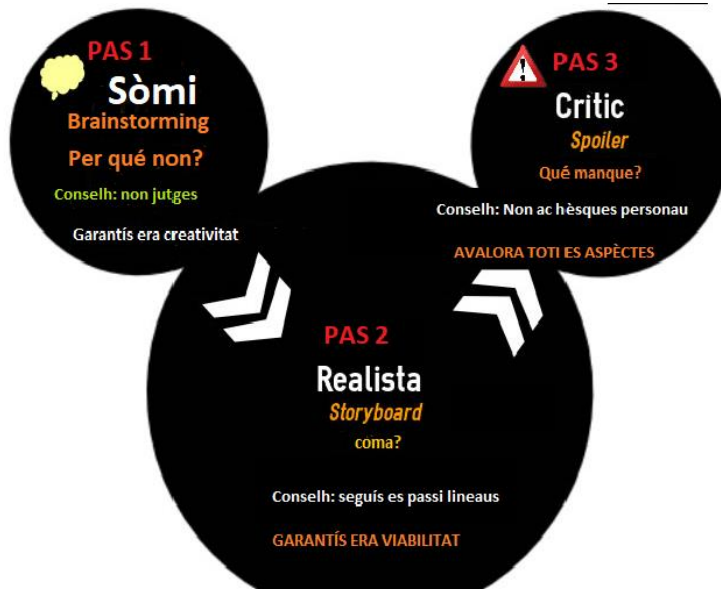 PAS 1
Sòmi
Brainstorming
Per qué non?
Conselh: non jutges
Garantís era creativitat
PAS 2
Realista
Storyboard
coma?
Conselh: seguís es passi lineaus
GARANTÍS ERA VIABILITAT
PAS 3
Critic
Spoiler
Qué manque?
Conselh: Non ac hèsques personau
AVALORA TOTI ES ASPÈCTES